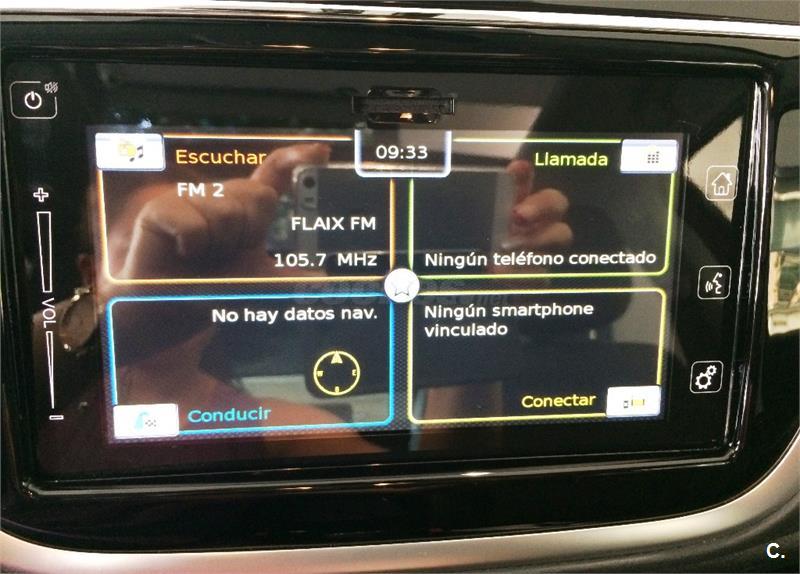 Escuchar
09:33
Llamada
FM 2
FLAIX FM
105.7 MHz
Ningún teléfono conectado
No hay datos nav.
Ningún smartphone
vinculado
Conducir
Conectar
+
VOL
−
W
E
C.